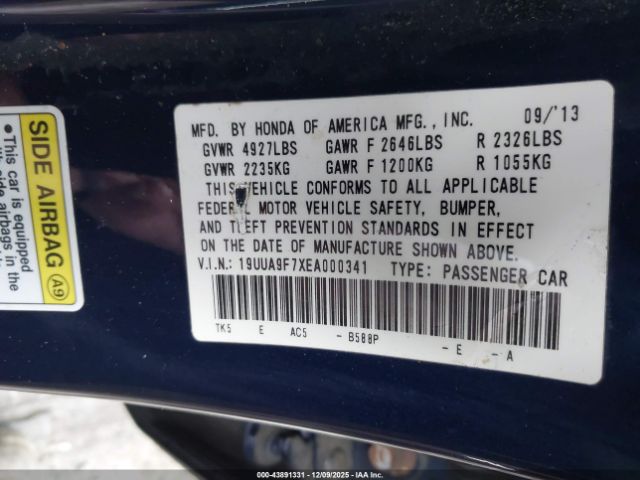 SIDE AIRBAG A9
• This car is equipped
airbags in the
MFD. BY HONDA OF AMERICA MFG., INC. 09/'13
GVWR 4927LBS GAWR F 2646LBS R 2326LBS
GVWR 2235KG GAWR F 1200KG R 1055KG
THIS VEHICLE CONFORMS TO ALL APPLICABLE
FEDERAL MOTOR VEHICLE SAFETY, BUMPER,
AND THEFT PREVENTION STANDARDS IN EFFECT
ON THE DATE OF MANUFACTURE SHOWN ABOVE.
V.I.N.: 19UUA9F7XEA000341 TYPE: PASSENGER CAR
TK5 E AC5 - B588P - E - A
000-43891331 - 12/09/2025 - IAAI.COM